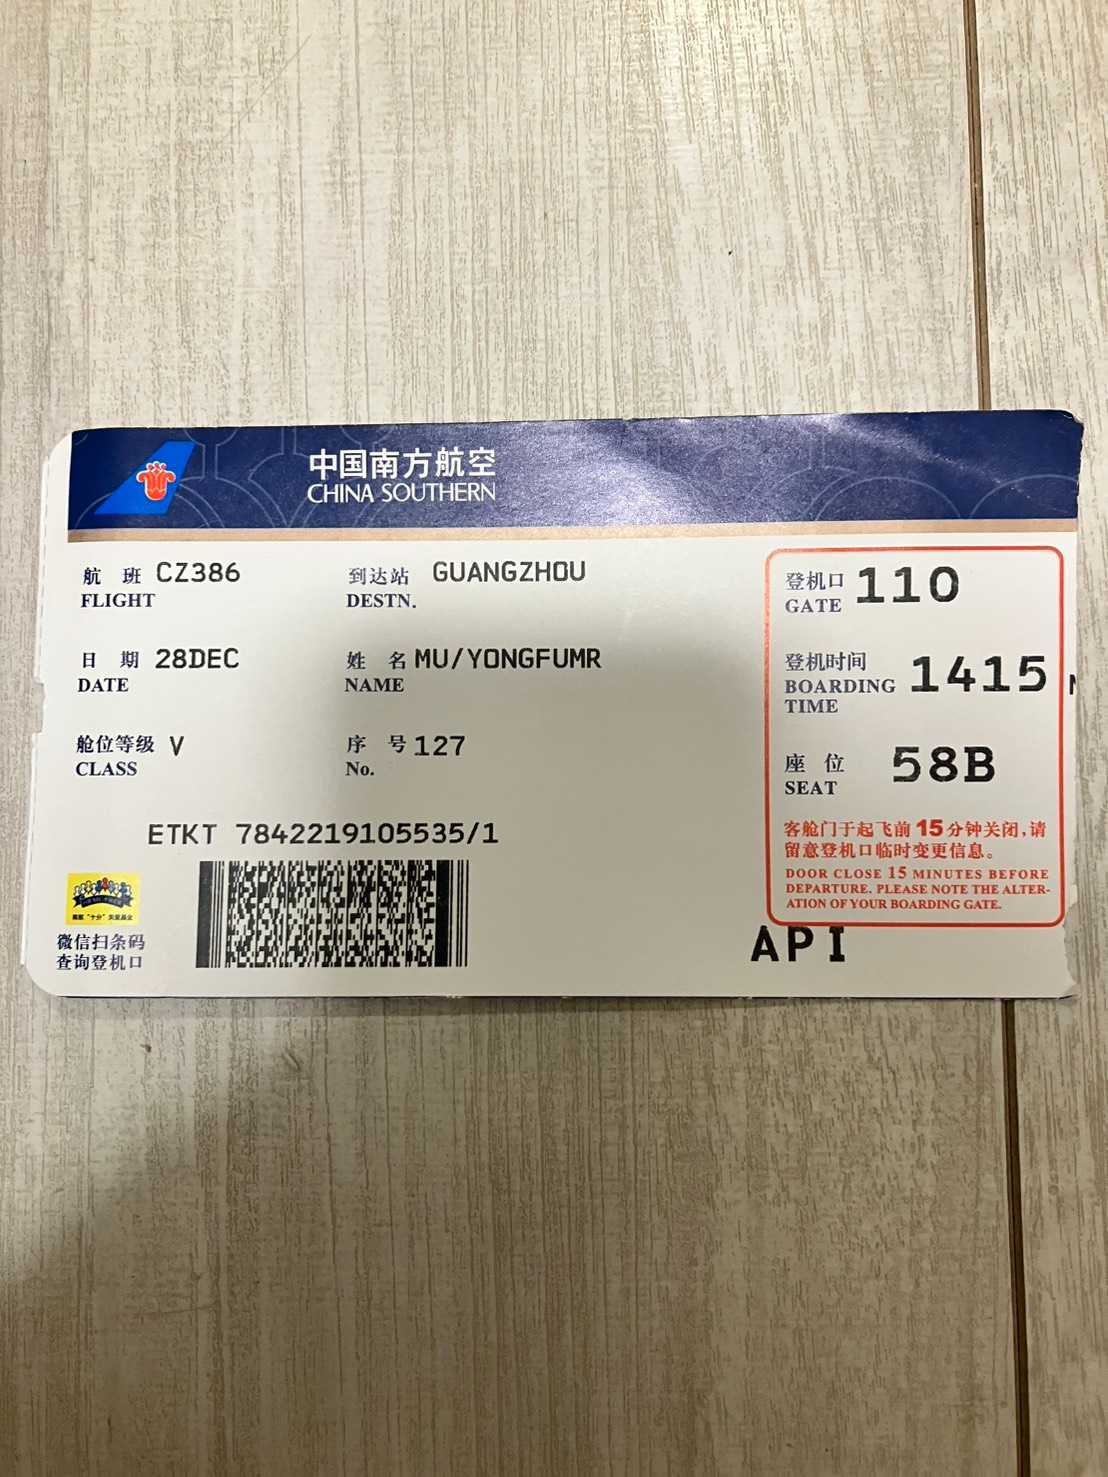 中国南方航空
CHINA SOUTHERN
航 班 CZ386
FLIGHT
到达站 GUANGZHOU
DESTN.
日 期 28DEC
DATE
姓 名 MU/YONGFUMR
NAME
舱位等级 V
CLASS
序 号 127
No.
ETKT 7842219105535/1
微信扫条码
查询登机口
登机口 110
GATE
登机时间 1415
BOARDING
TIME
座 位 58B
SEAT
客舱门于起飞前15分钟关闭,请
留意登机口临时变更信息。
DOOR CLOSE 15 MINUTES BEFORE
DEPARTURE. PLEASE NOTE THE ALTER-
ATION OF YOUR BOARDING GATE.
API